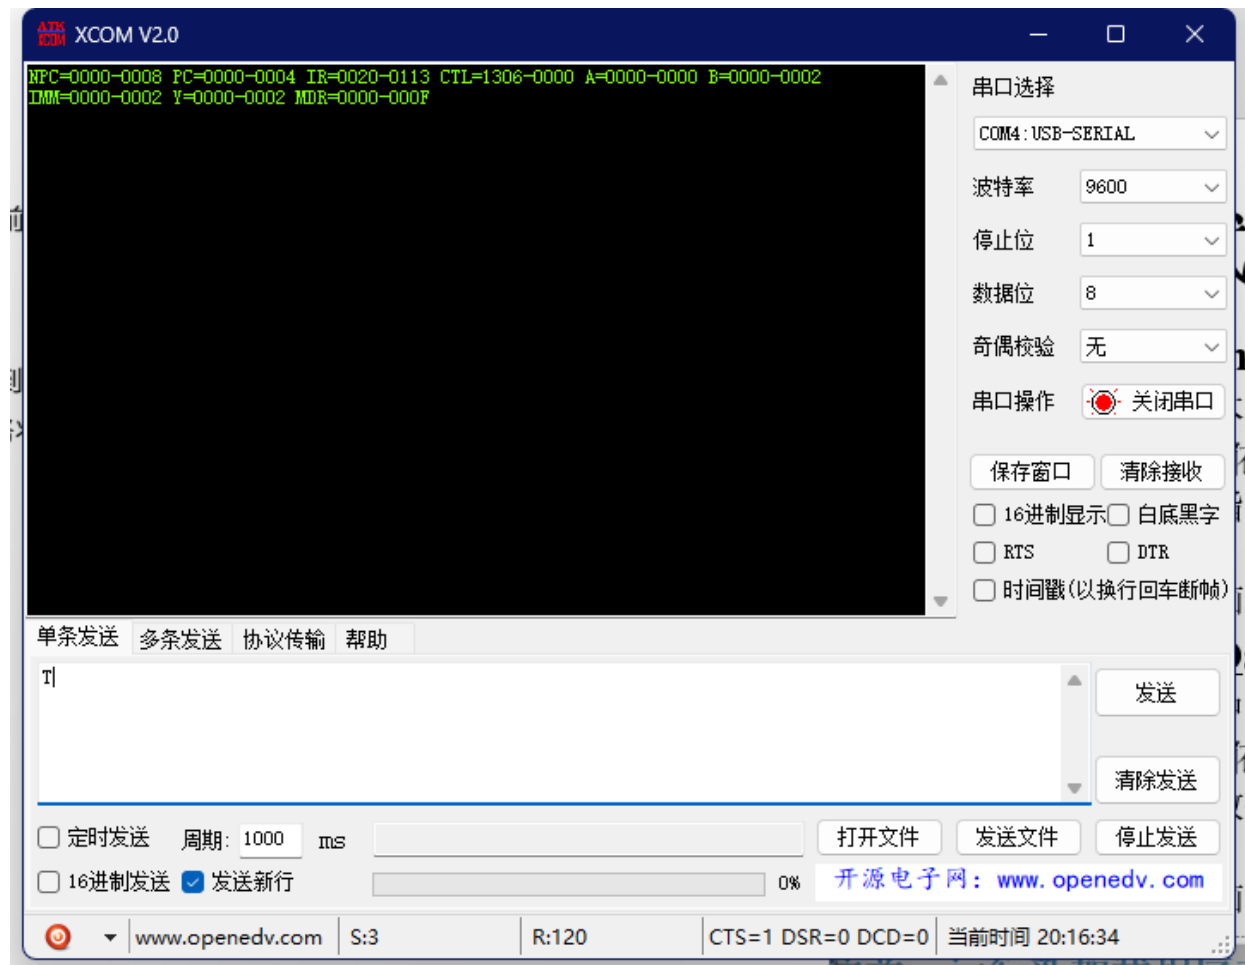 XCOM V2.0
NPC=0000-0008 PC=0000-0004 IR=0020-0113 CTL=1306-0000 A=0000-0000 B=0000-0002
IMM=0000-0002 Y=0000-0002 MDR=0000-000F
串口选择
COM4:USB-SERIAL
波特率 9600
停止位 1
数据位 8
奇偶校验 无
串口操作 关闭串口
保存窗口 清除接收
16进制显示 白底黑字
RTS DTR
时间戳(以换行回车断帧)
单条发送 多条发送 协议传输 帮助
T
发送
清除发送
定时发送 周期: 1000 ms 打开文件 发送文件 停止发送
16进制发送 发送新行 0% 开源电子网: www.openedv.com
www.openedv.com S:3 R:120 CTS=1 DSR=0 DCD=0 当前时间 20:16:34